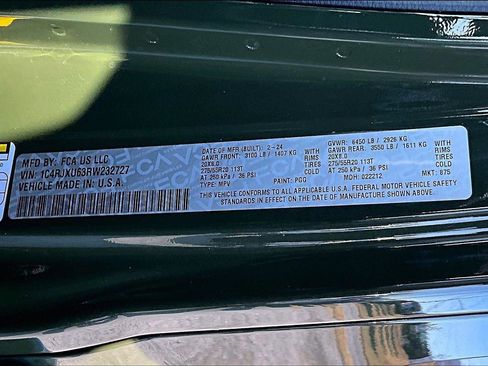 MFD BY: FCA US LLC
VIN: 1C4RJXU63RW232727
VEHICLE MADE IN: U.S.A.
DATE OF MFR (BUILT): 2-24
GAWR FRONT: 3100 LB / 1407 KG WITH
20X8.0 RIMS
275/55R20 113T TIRES
AT 250 kPa / 36 PSI COLD
TYPE: MPV
PAINT: PGG
GVWR: 6450 LB / 2926 KG
GAWR REAR: 3550 LB / 1611 KG WITH
20X8.0 RIMS
275/55R20 113T TIRES
AT 250 kPa / 36 PSI COLD
MDH: 022212
MKT: 875
THIS VEHICLE CONFORMS TO ALL APPLICABLE U.S.A. FEDERAL MOTOR VEHICLE SAFETY
STANDARDS IN EFFECT ON THE DATE OF MANUFACTURE SHOWN ABOVE.